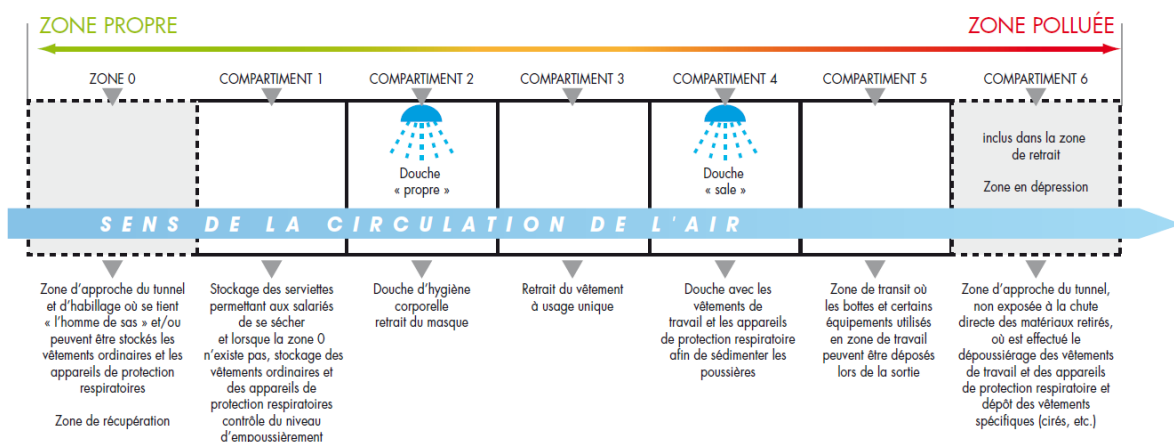 ZONE PROPRE
ZONE POLLUÉE
ZONE 0
COMPARTIMENT 1
COMPARTIMENT 2
COMPARTIMENT 3
COMPARTIMENT 4
COMPARTIMENT 5
COMPARTIMENT 6
Douche
« propre »
Douche
« sale »
inclus dans la zone
de retrait
Zone en dépression
SENS DE LA CIRCULATION DE L'AIR
Zone d'approche du tunnel
et d'habillage où se tient
« l'homme de sas » et/ou
peuvent être stockés les
vêtements ordinaires et les
appareils de protection
respiratoires
Zone de récupération
Stockage des serviettes
permettant aux salariés
de se sécher
et lorsque la zone 0
n'existe pas, stockage des
vêtements ordinaires et
des appareils de
protection respiratoires
contrôle du niveau
d'empoussièrement
Douche d'hygiène
corporelle
retrait du masque
Retrait du vêtement
à usage unique
Douche avec les
vêtements de
travail et les appareils
de protection respiratoire
afin de sédimenter les
poussières
Zone de transit où
les bottes et certains
équipements utilisés
en zone de travail
peuvent être déposés
lors de la sortie
Zone d'approche du tunnel,
non exposée à la chute
directe des matériaux retirés,
où est effectué le
dépoussiérage des vêtements
de travail et des appareils
de protection respiratoire et
dépôt des vêtements
spécifiques (cirés, etc.)